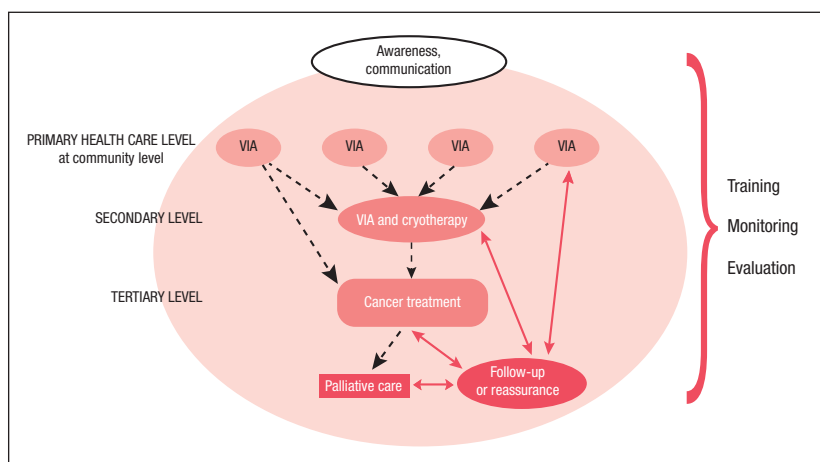 Awareness,
communication
PRIMARY HEALTH CARE LEVEL
at community level
VIA
VIA
VIA
VIA
SECONDARY LEVEL
VIA and cryotherapy
TERTIARY LEVEL
Cancer treatment
Palliative care
Follow-up
or reassurance
Training
Monitoring
Evaluation